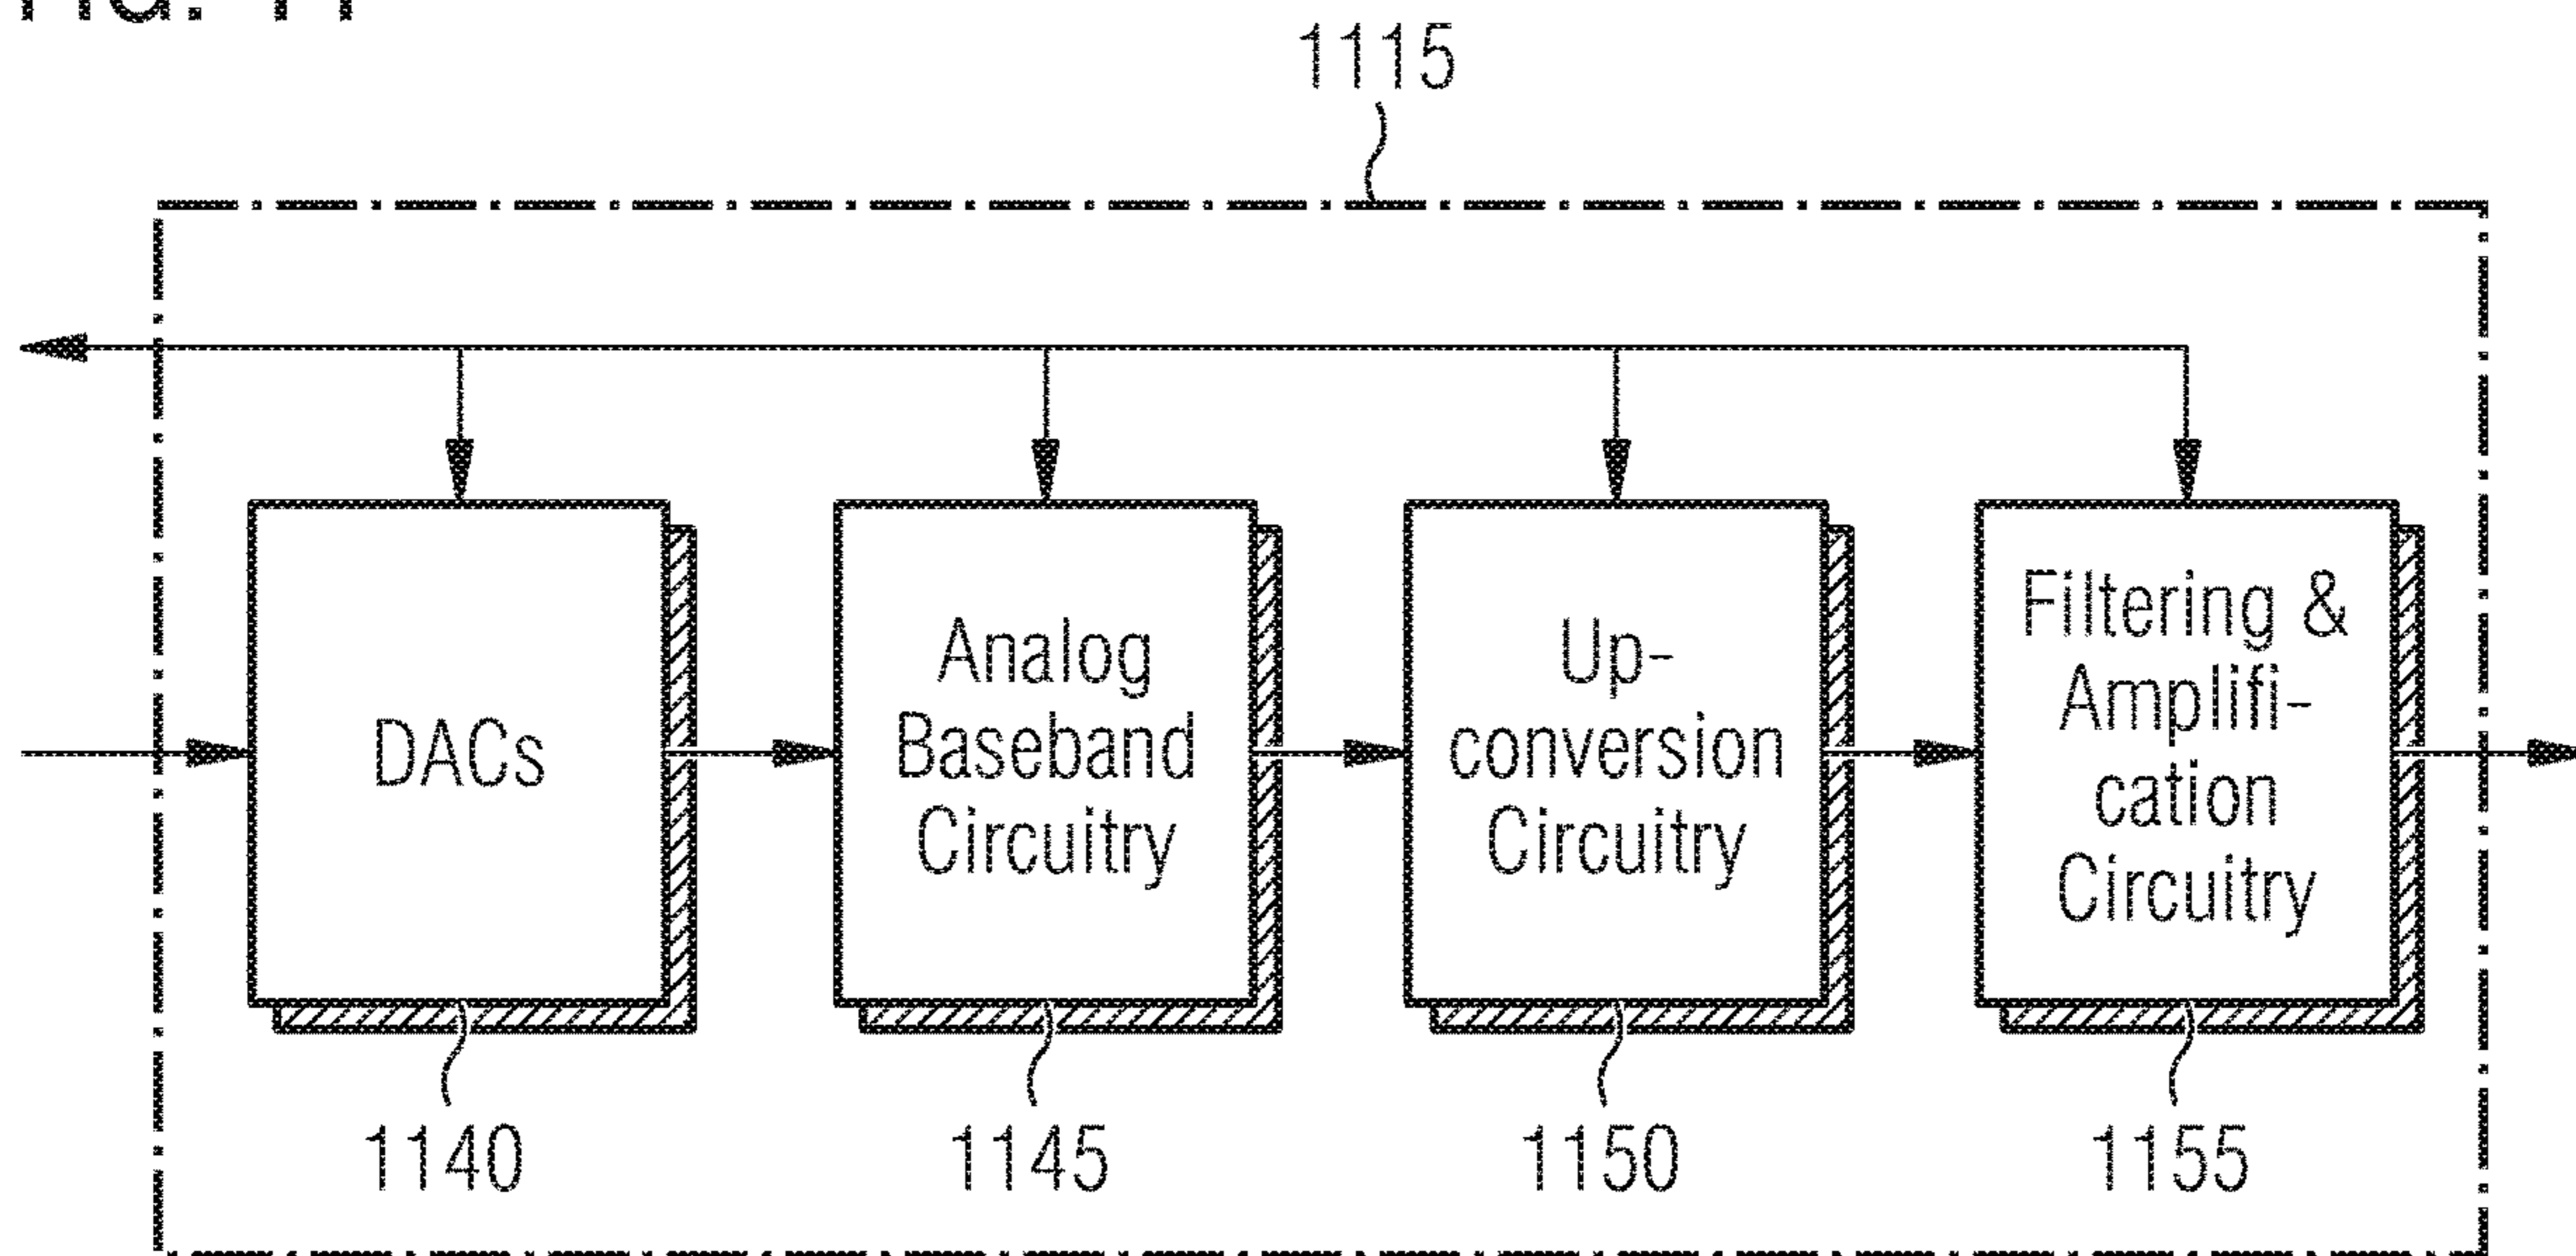 1115
DACs
Analog
Baseband
Circuitry
Up-
conversion
Circuitry
Filtering &
Amplifi-
cation
Circuitry
1140
1145
1150
1155